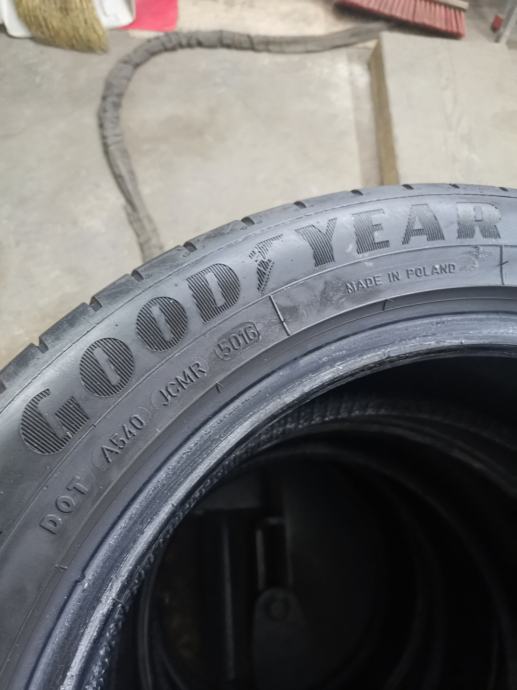 GOODYEAR
MADE IN POLAND
DOT A540 JCMR 5016